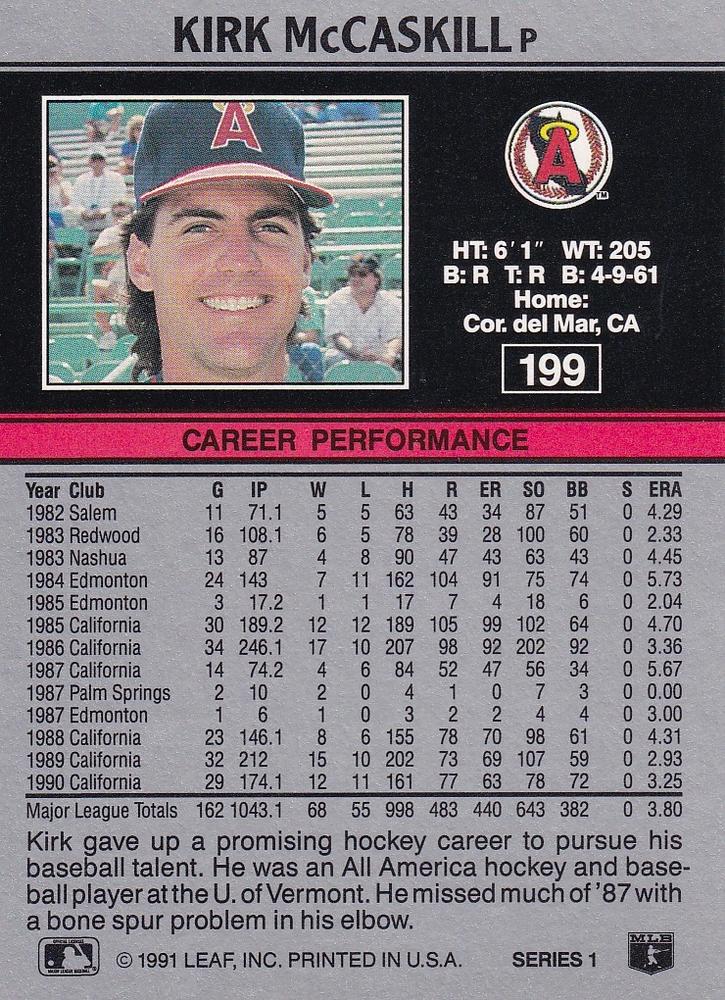 KIRK McCASKILL P
A
A
TM
HT: 6' 1" WT: 205
B: R T: R B: 4-9-61
Home:
Cor. del Mar, CA
199
CAREER PERFORMANCE
Year Club G IP W L H R ER SO BB S ERA
1982 Salem 11 71.1 5 5 63 43 34 87 51 0 4.29
1983 Redwood 16 108.1 6 5 78 39 28 100 60 0 2.33
1983 Nashua 13 87 4 8 90 47 43 63 43 0 4.45
1984 Edmonton 24 143 7 11 162 104 91 75 74 0 5.73
1985 Edmonton 3 17.2 1 1 17 7 4 18 6 0 2.04
1985 California 30 189.2 12 12 189 105 99 102 64 0 4.70
1986 California 34 246.1 17 10 207 98 92 202 92 0 3.36
1987 California 14 74.2 4 6 84 52 47 56 34 0 5.67
1987 Palm Springs 2 10 2 0 4 1 0 7 3 0 0.00
1987 Edmonton 1 6 1 0 3 2 2 4 4 0 3.00
1988 California 23 146.1 8 6 155 78 70 98 61 0 4.31
1989 California 32 212 15 10 202 73 69 107 59 0 2.93
1990 California 29 174.1 12 11 161 77 63 78 72 0 3.25
Major League Totals 162 1043.1 68 55 998 483 440 643 382 0 3.80
Kirk gave up a promising hockey career to pursue his
baseball talent. He was an All America hockey and base-
ball player at the U. of Vermont. He missed much of '87 with
a bone spur problem in his elbow.
© 1991 LEAF, INC. PRINTED IN U.S.A. SERIES 1
MLB